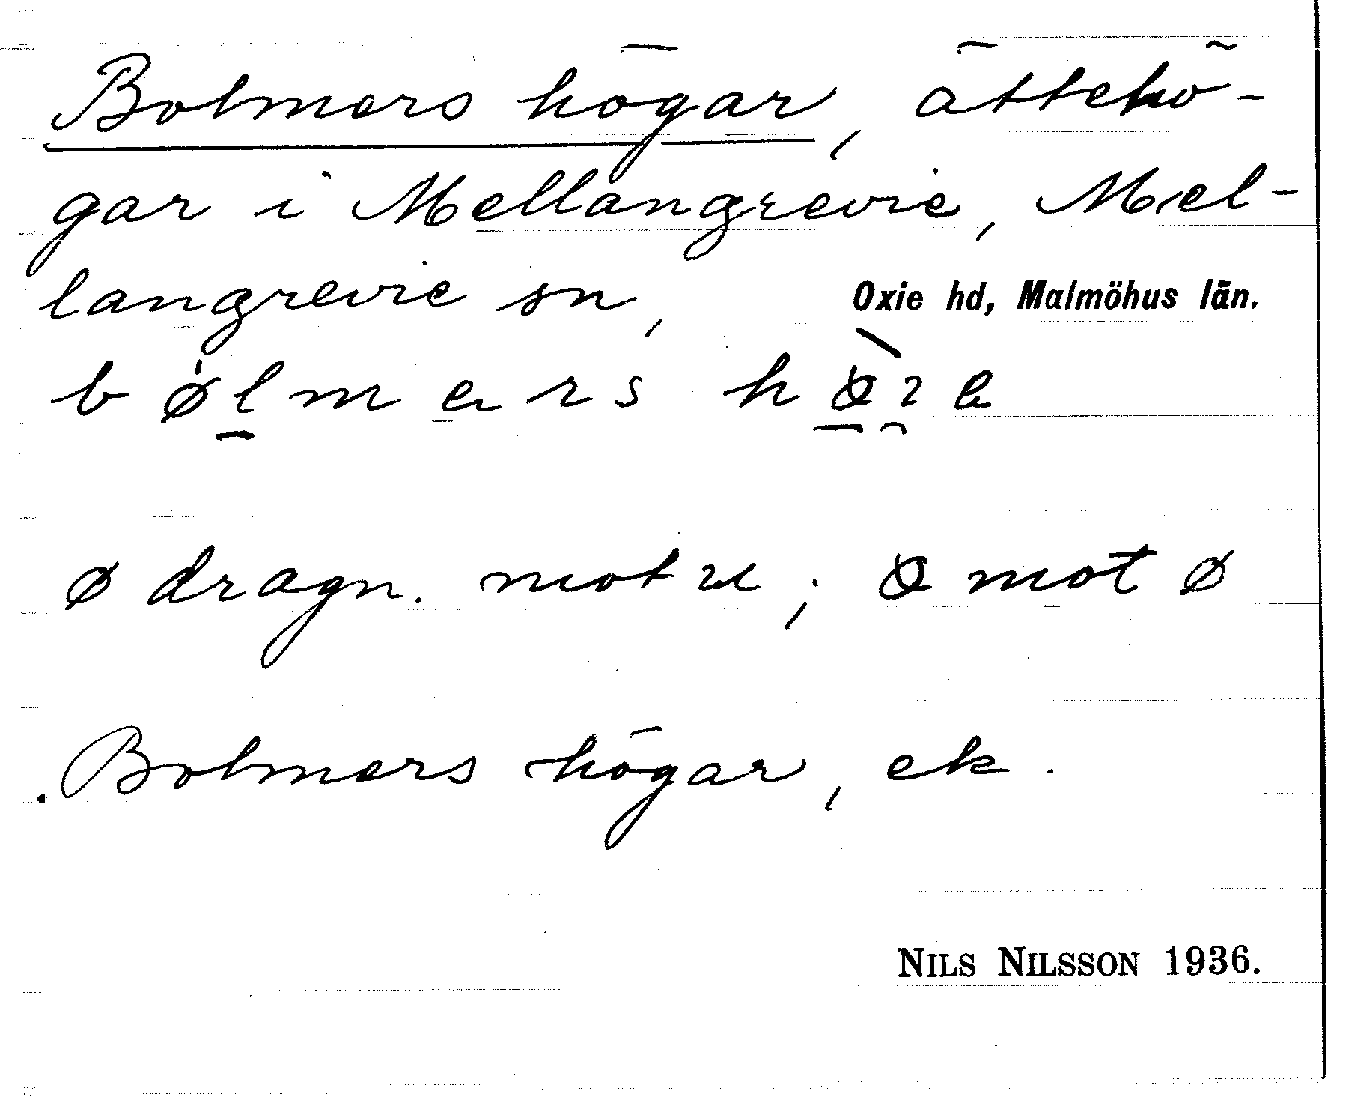 Bolmers högar, ättehö-
gar i Mellangrevie, Mel-
langrevie sn, Oxie hd, Malmöhus län.
ø dragn. mot u; ꝍ mot ø
Bolmers högar, ek.
NILS NILSSON 1936.